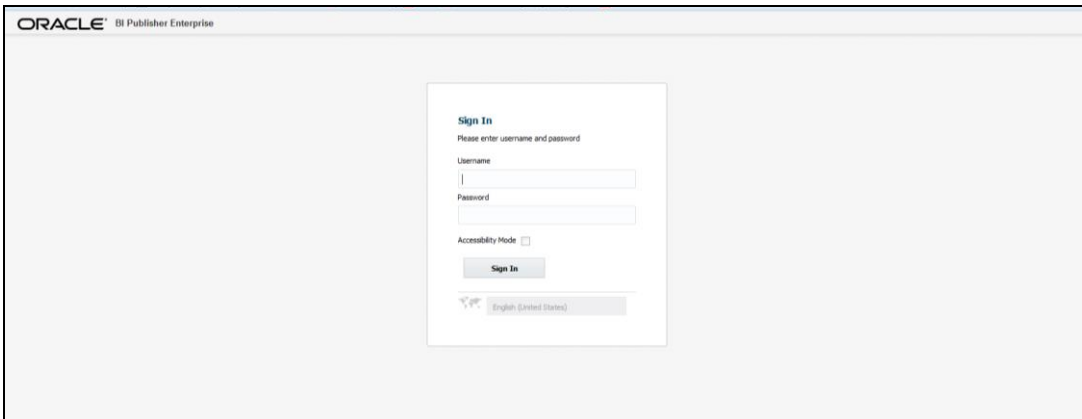 ORACLE® BI Publisher Enterprise
Sign In
Please enter username and password
Username
Password
Accessibility Mode
Sign In
English (United States)